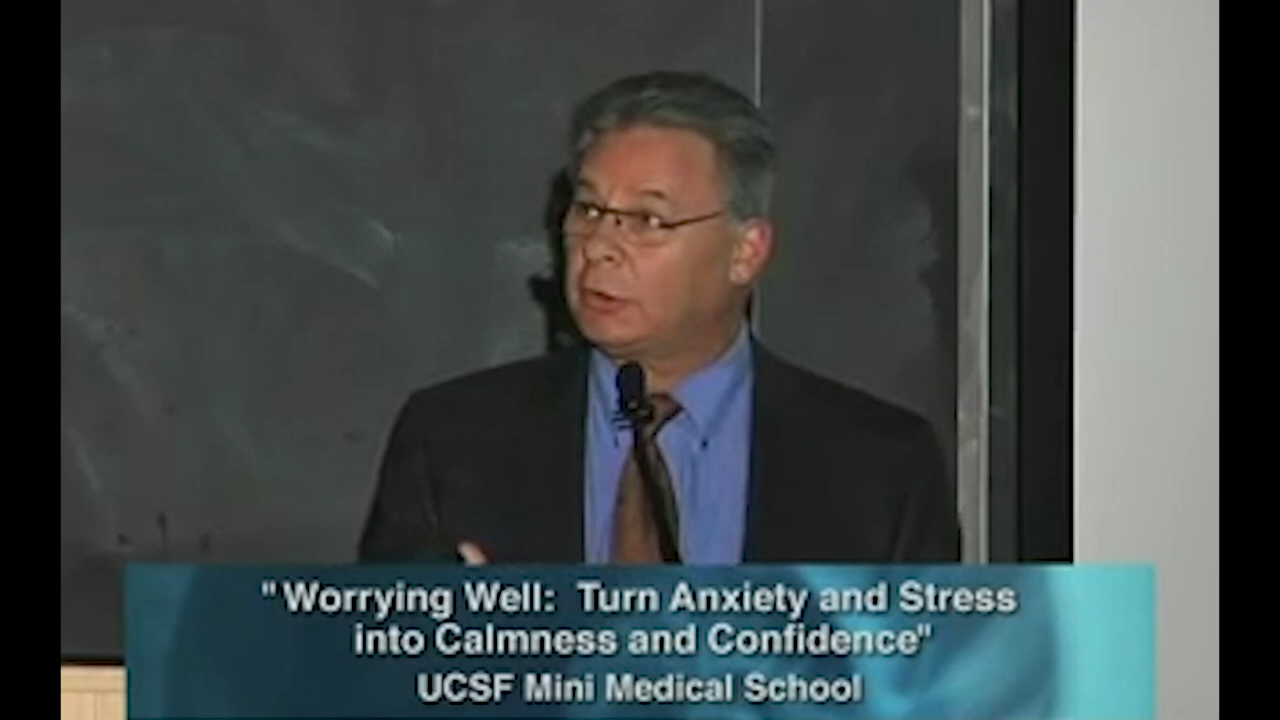 "Worrying Well: Turn Anxiety and Stress
into Calmness and Confidence"
UCSF Mini Medical School